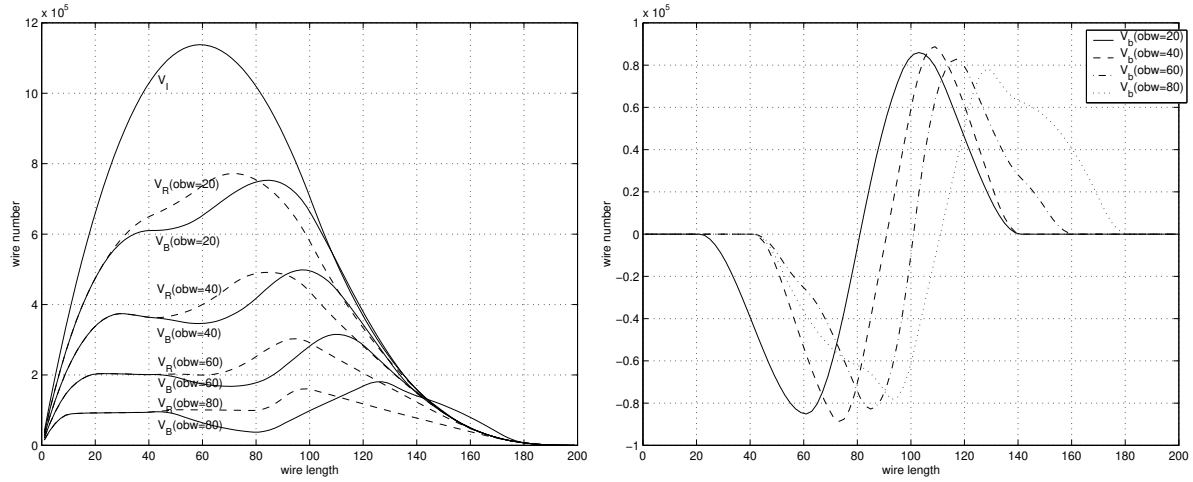 x 10^5
12
10
8
6
4
2
0
wire number
V_I
V_R(obw=20)
V_B(obw=20)
V_R(obw=40)
V_B(obw=40)
V_R(obw=60)
V_B(obw=60)
V_R(obw=80)
V_B(obw=80)
0 20 40 60 80 100 120 140 160 180 200
wire length
x 10^5
1
0.8
0.6
0.4
0.2
0
−0.2
−0.4
−0.6
−0.8
−1
wire number
V_b(obw=20)
V_b(obw=40)
V_b(obw=60)
V_b(obw=80)
0 20 40 60 80 100 120 140 160 180 200
wire length